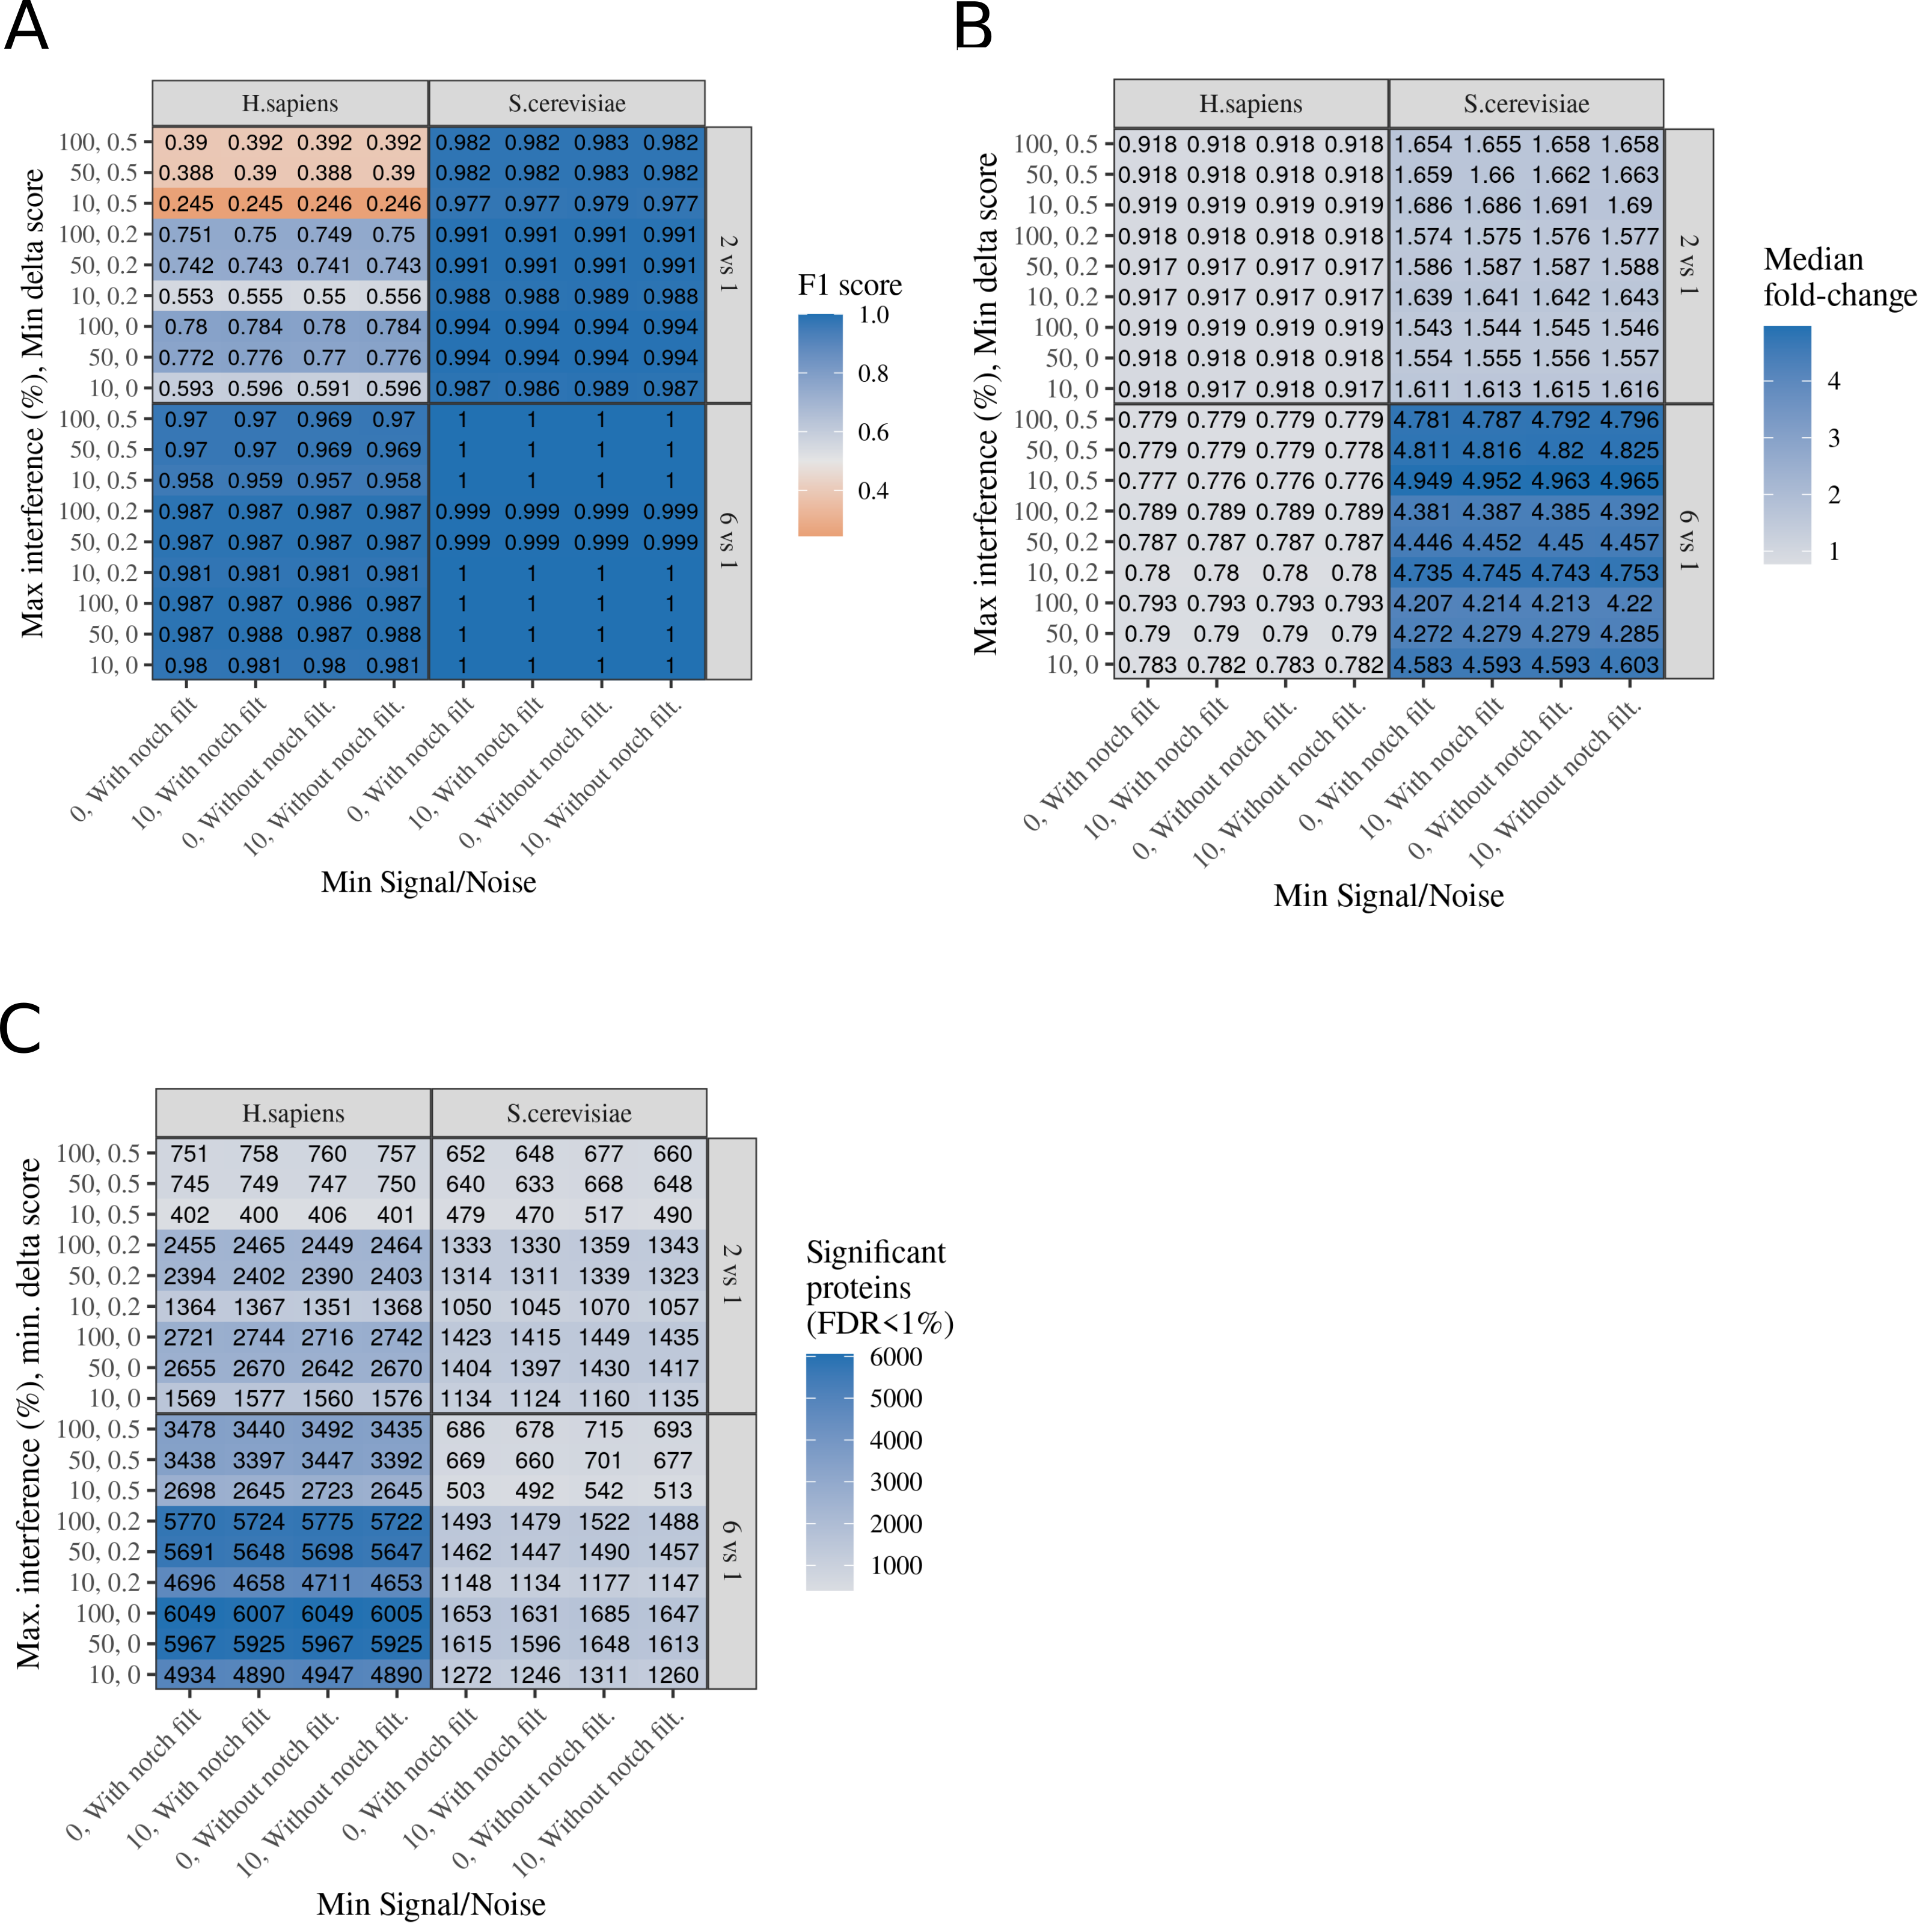 A
H.sapiens S.cerevisiae
Max interference (%), Min delta score
100, 0.5 0.39 0.392 0.392 0.392 0.982 0.982 0.983 0.982
50, 0.5 0.388 0.39 0.388 0.39 0.982 0.982 0.983 0.982
10, 0.5 0.245 0.245 0.246 0.246 0.977 0.977 0.979 0.977
100, 0.2 0.751 0.75 0.749 0.75 0.991 0.991 0.991 0.991
50, 0.2 0.742 0.743 0.741 0.743 0.991 0.991 0.991 0.991
10, 0.2 0.553 0.555 0.55 0.556 0.988 0.988 0.989 0.988
100, 0 0.78 0.784 0.78 0.784 0.994 0.994 0.994 0.994
50, 0 0.772 0.776 0.77 0.776 0.994 0.994 0.994 0.994
10, 0 0.593 0.596 0.591 0.596 0.987 0.986 0.989 0.987
2 vs 1
100, 0.5 0.97 0.97 0.969 0.97 1 1 1 1
50, 0.5 0.97 0.97 0.969 0.969 1 1 1 1
10, 0.5 0.958 0.959 0.957 0.958 1 1 1 1
100, 0.2 0.987 0.987 0.987 0.987 0.999 0.999 0.999 0.999
50, 0.2 0.987 0.987 0.987 0.987 0.999 0.999 0.999 0.999
10, 0.2 0.981 0.981 0.981 0.981 1 1 1 1
100, 0 0.987 0.987 0.986 0.987 1 1 1 1
50, 0 0.987 0.988 0.987 0.988 1 1 1 1
10, 0 0.98 0.981 0.98 0.981 1 1 1 1
6 vs 1
0, With notch filt
10, With notch filt
0, Without notch filt.
10, Without notch filt.
0, With notch filt
10, With notch filt
0, Without notch filt.
10, Without notch filt.
Min Signal/Noise
F1 score
1.0
0.8
0.6
0.4
B
H.sapiens S.cerevisiae
Max interference (%), Min delta score
100, 0.5 0.918 0.918 0.918 0.918 1.654 1.655 1.658 1.658
50, 0.5 0.918 0.918 0.918 0.918 1.659 1.66 1.662 1.663
10, 0.5 0.919 0.919 0.919 0.919 1.686 1.686 1.691 1.69
100, 0.2 0.918 0.918 0.918 0.918 1.574 1.575 1.576 1.577
50, 0.2 0.917 0.917 0.917 0.917 1.586 1.587 1.587 1.588
10, 0.2 0.917 0.917 0.917 0.917 1.639 1.641 1.642 1.643
100, 0 0.919 0.919 0.919 0.919 1.543 1.544 1.545 1.546
50, 0 0.918 0.918 0.918 0.918 1.554 1.555 1.556 1.557
10, 0 0.918 0.917 0.918 0.917 1.611 1.613 1.615 1.616
2 vs 1
100, 0.5 0.779 0.779 0.779 0.779 4.781 4.787 4.792 4.796
50, 0.5 0.779 0.779 0.779 0.778 4.811 4.816 4.82 4.825
10, 0.5 0.777 0.776 0.776 0.776 4.949 4.952 4.963 4.965
100, 0.2 0.789 0.789 0.789 0.789 4.381 4.387 4.385 4.392
50, 0.2 0.787 0.787 0.787 0.787 4.446 4.452 4.45 4.457
10, 0.2 0.78 0.78 0.78 0.78 4.735 4.745 4.743 4.753
100, 0 0.793 0.793 0.793 0.793 4.207 4.214 4.213 4.22
50, 0 0.79 0.79 0.79 0.79 4.272 4.279 4.279 4.285
10, 0 0.783 0.782 0.783 0.782 4.583 4.593 4.593 4.603
6 vs 1
0, With notch filt
10, With notch filt
0, Without notch filt.
10, Without notch filt.
0, With notch filt
10, With notch filt
0, Without notch filt.
10, Without notch filt.
Min Signal/Noise
Median
fold-change
4
3
2
1
C
H.sapiens S.cerevisiae
Max. interference (%), min. delta score
100, 0.5 751 758 760 757 652 648 677 660
50, 0.5 745 749 747 750 640 633 668 648
10, 0.5 402 400 406 401 479 470 517 490
100, 0.2 2455 2465 2449 2464 1333 1330 1359 1343
50, 0.2 2394 2402 2390 2403 1314 1311 1339 1323
10, 0.2 1364 1367 1351 1368 1050 1045 1070 1057
100, 0 2721 2744 2716 2742 1423 1415 1449 1435
50, 0 2655 2670 2642 2670 1404 1397 1430 1417
10, 0 1569 1577 1560 1576 1134 1124 1160 1135
2 vs 1
100, 0.5 3478 3440 3492 3435 686 678 715 693
50, 0.5 3438 3397 3447 3392 669 660 701 677
10, 0.5 2698 2645 2723 2645 503 492 542 513
100, 0.2 5770 5724 5775 5722 1493 1479 1522 1488
50, 0.2 5691 5648 5698 5647 1462 1447 1490 1457
10, 0.2 4696 4658 4711 4653 1148 1134 1177 1147
100, 0 6049 6007 6049 6005 1653 1631 1685 1647
50, 0 5967 5925 5967 5925 1615 1596 1648 1613
10, 0 4934 4890 4947 4890 1272 1246 1311 1260
6 vs 1
0, With notch filt
10, With notch filt
0, Without notch filt.
10, Without notch filt.
0, With notch filt
10, With notch filt
0, Without notch filt.
10, Without notch filt.
Min Signal/Noise
Significant
proteins
(FDR<1%)
6000
5000
4000
3000
2000
1000